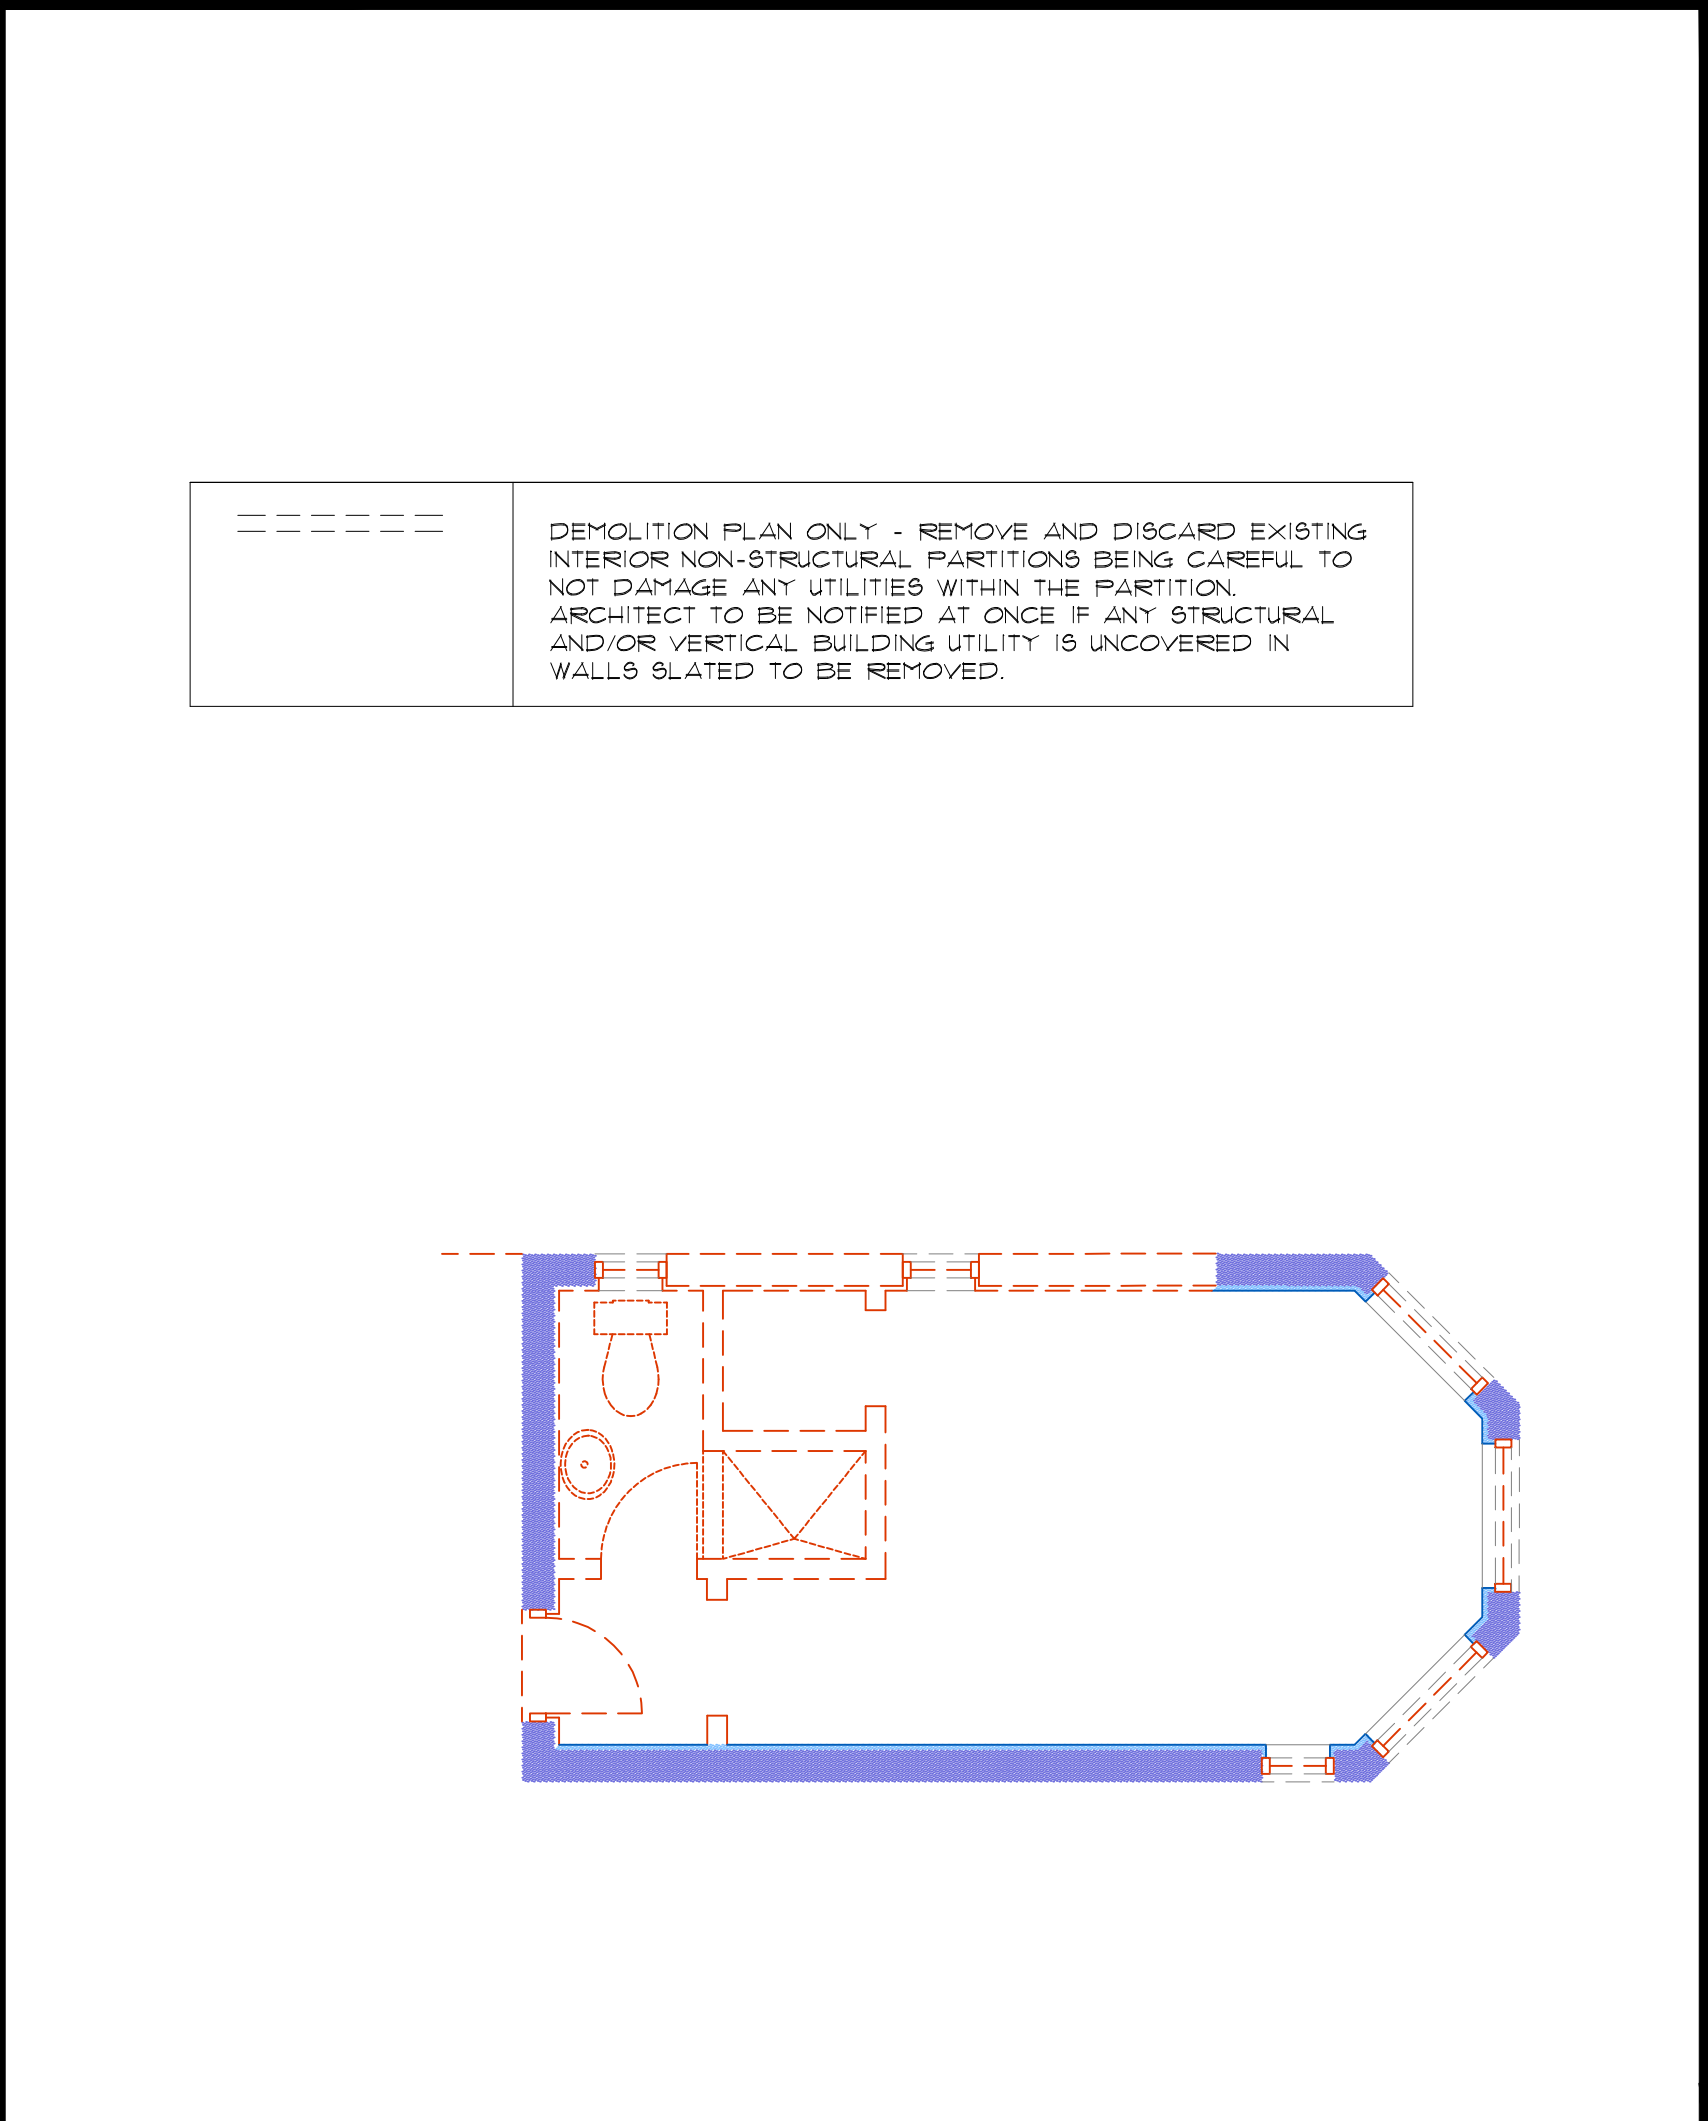 DEMOLITION PLAN ONLY - REMOVE AND DISCARD EXISTING
INTERIOR NON-STRUCTURAL PARTITIONS BEING CAREFUL TO
NOT DAMAGE ANY UTILITIES WITHIN THE PARTITION.
ARCHITECT TO BE NOTIFIED AT ONCE IF ANY STRUCTURAL
AND/OR VERTICAL BUILDING UTILITY IS UNCOVERED IN
WALLS SLATED TO BE REMOVED.